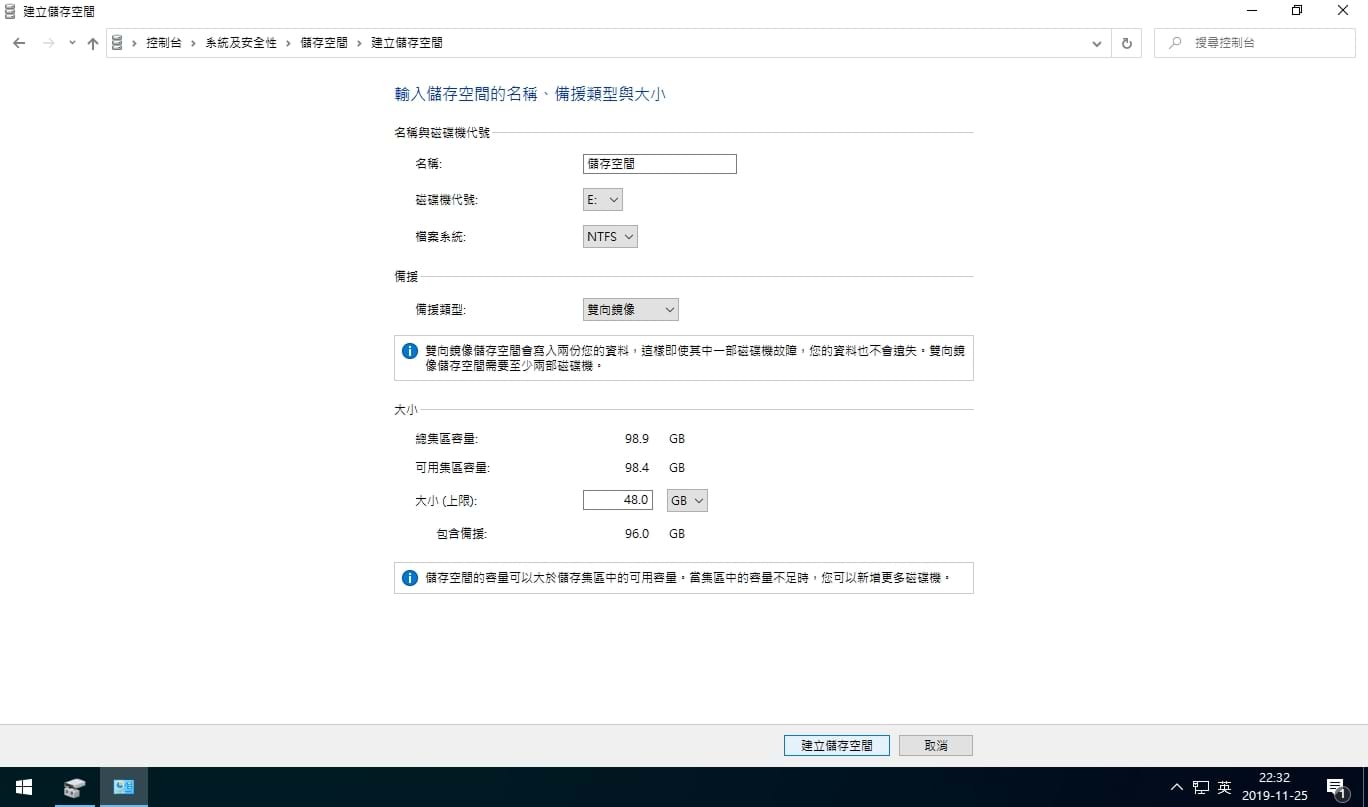 建立儲存空間
控制台 › 系統及安全性 › 儲存空間 › 建立儲存空間
搜尋控制台
輸入儲存空間的名稱、備援類型與大小
名稱與磁碟機代號
名稱: 儲存空間
磁碟機代號: E:
檔案系統: NTFS
備援
備援類型: 雙向鏡像
雙向鏡像儲存空間會寫入兩份您的資料，這樣即使其中一部磁碟機故障，您的資料也不會遺失。雙向鏡
像儲存空間需要至少兩部磁碟機。
大小
總集區容量: 98.9 GB
可用集區容量: 98.4 GB
大小 (上限): 48.0 GB
包含備援: 96.0 GB
儲存空間的容量可以大於儲存集區中的可用容量。當集區中的容量不足時，您可以新增更多磁碟機。
建立儲存空間 取消
英
22:32
2019-11-25
1